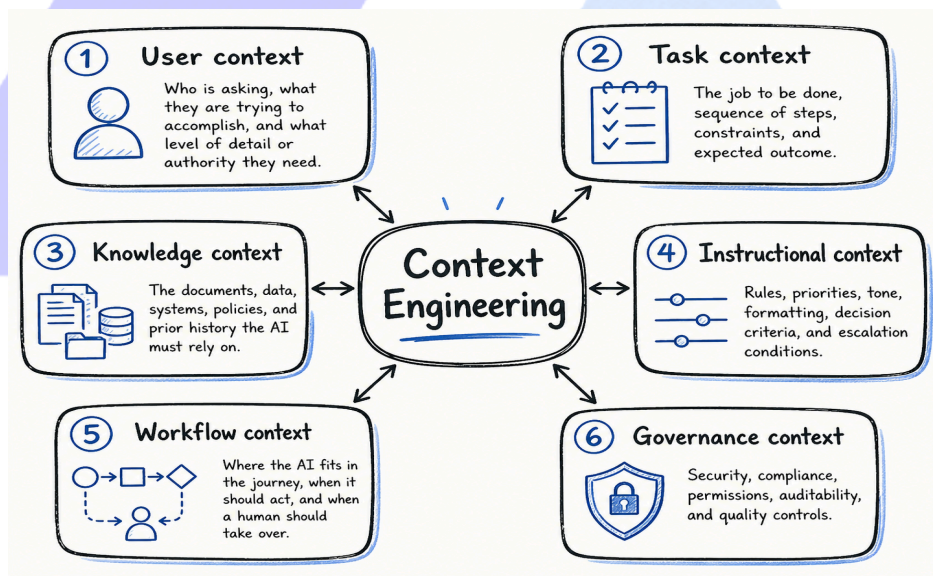 1 User context
Who is asking, what
they are trying to
accomplish, and what
level of detail or
authority they need.
2 Task context
The job to be done,
sequence of steps,
constraints, and
expected outcome.
3 Knowledge context
The documents, data,
systems, policies, and
prior history the AI
must rely on.
Context
Engineering
4 Instructional context
Rules, priorities, tone,
formatting, decision
criteria, and escalation
conditions.
5 Workflow context
Where the AI fits in
the journey, when it
should act, and when
a human should
take over.
6 Governance context
Security, compliance,
permissions, auditability,
and quality controls.